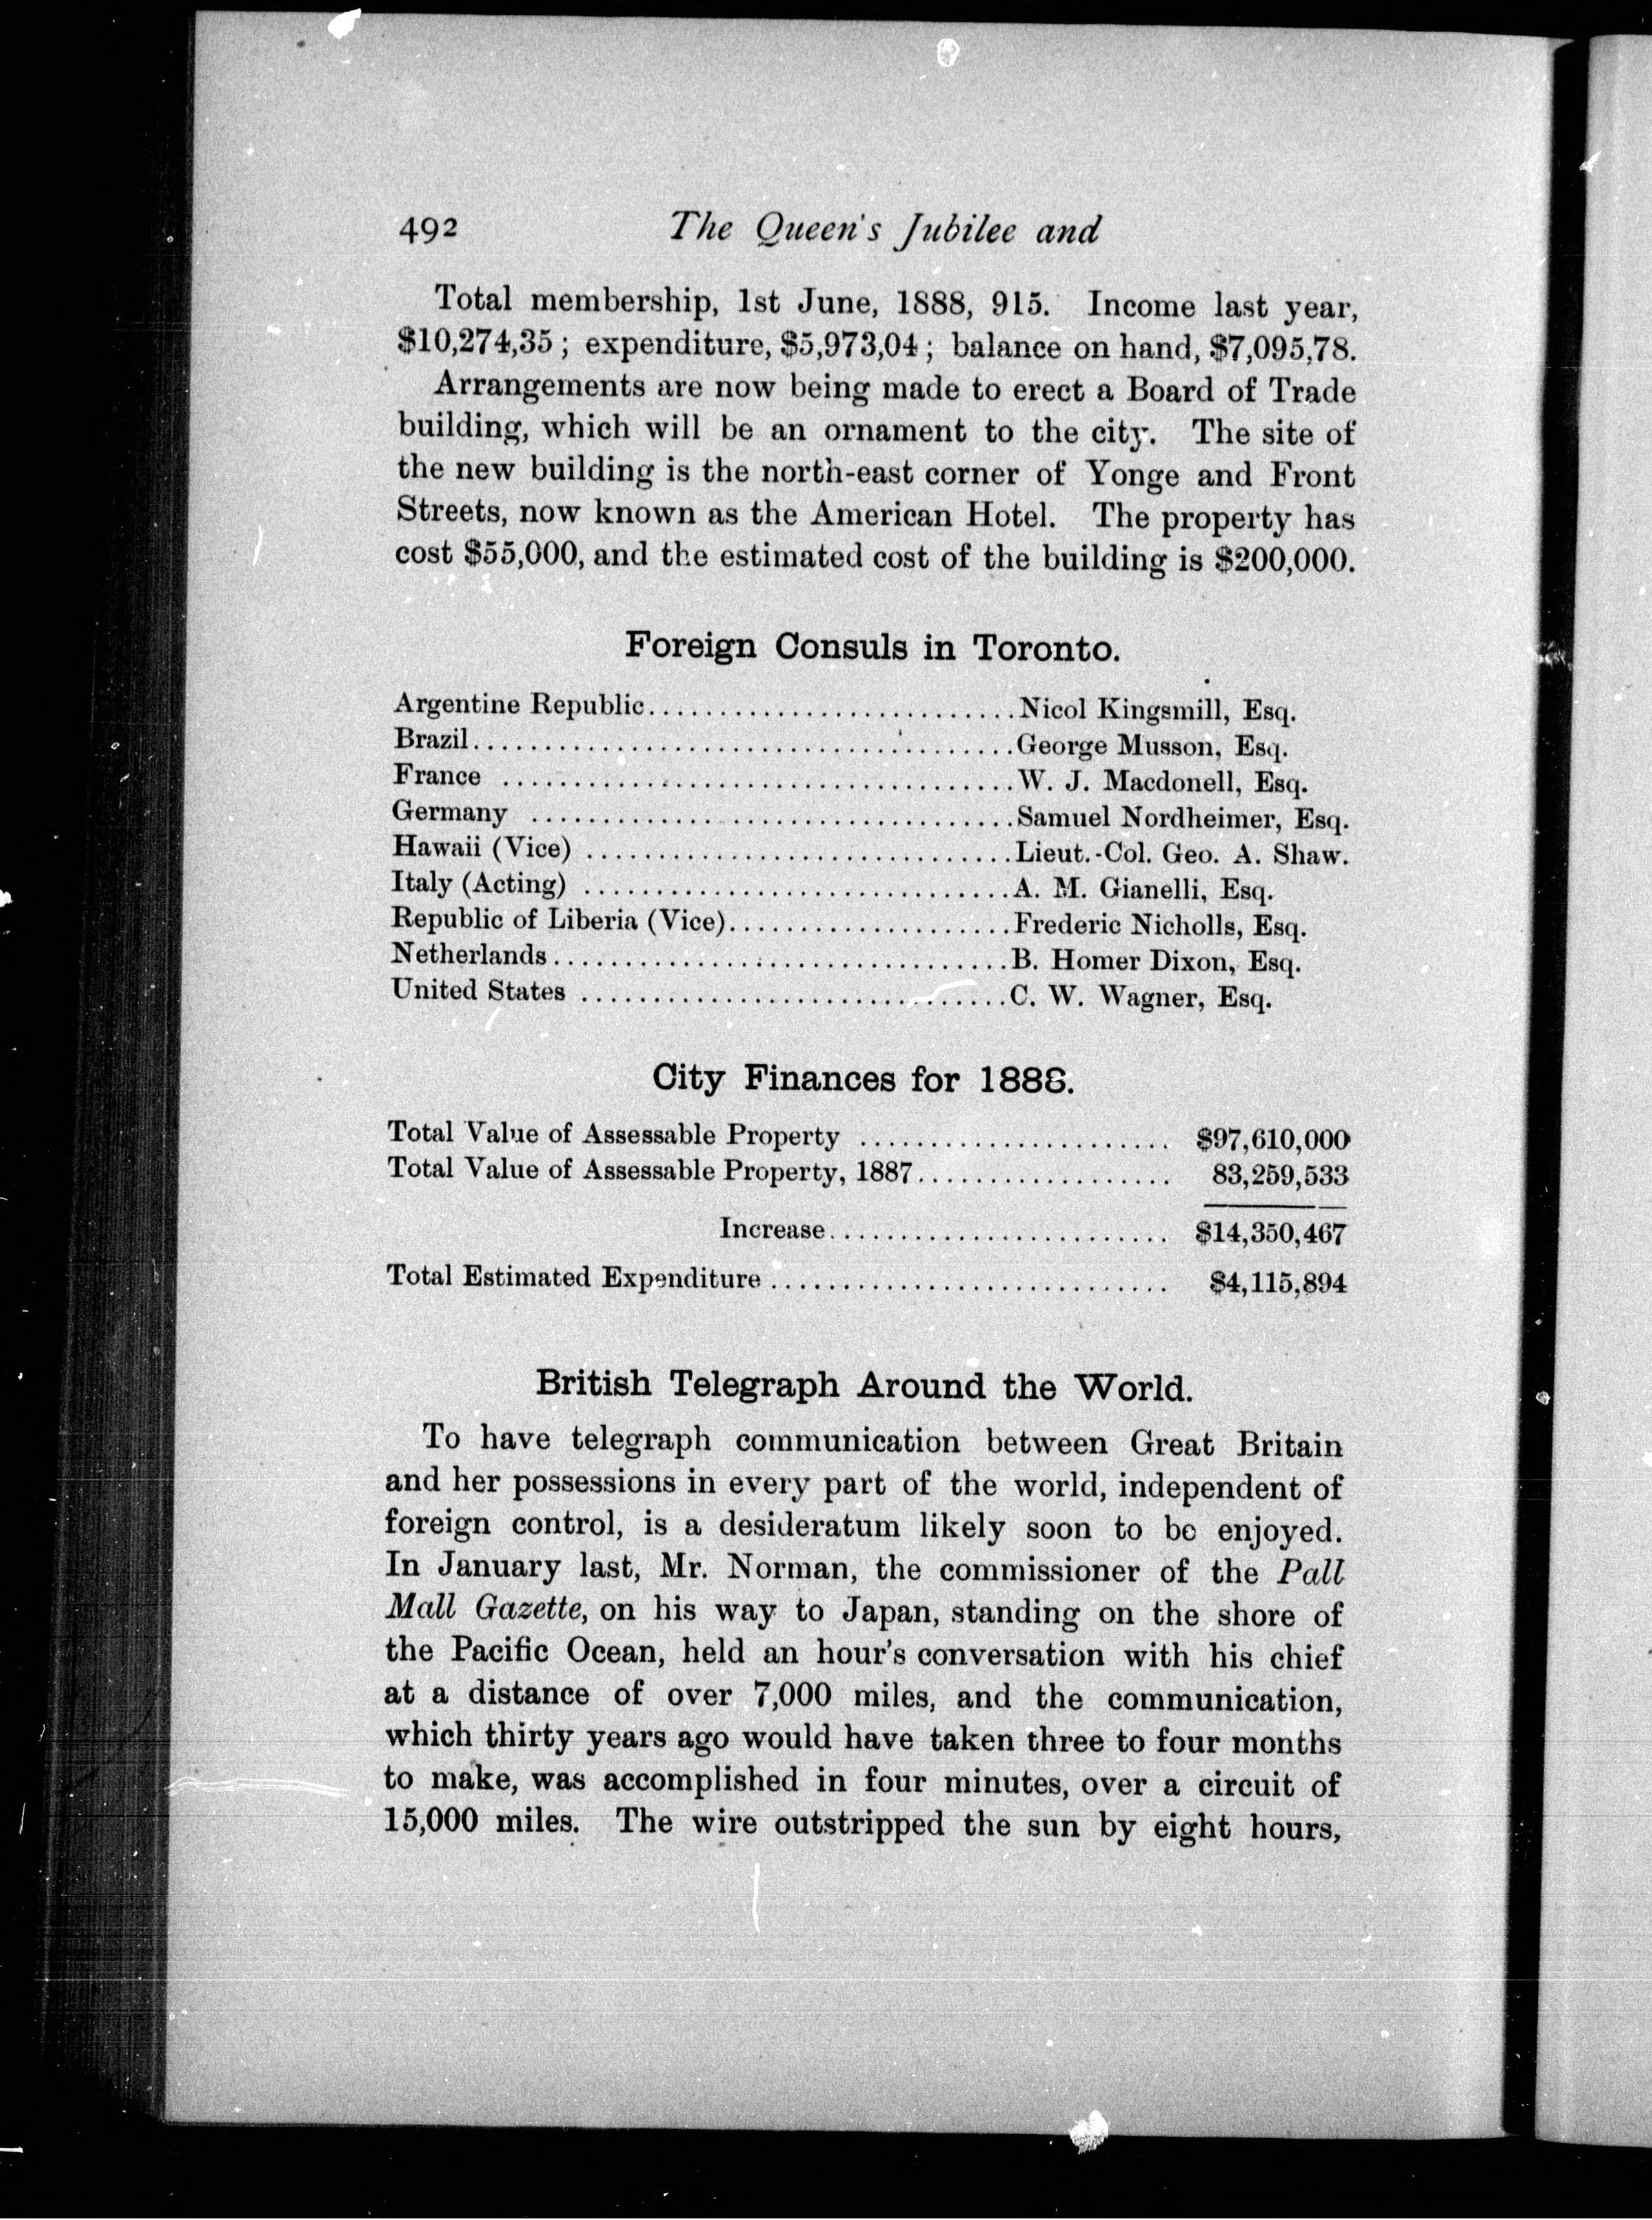 492 The Queen's Jubilee and
Total membership, 1st June, 1888, 915. Income last year,
$10,274,35; expenditure, $5,973,04; balance on hand, $7,095,78.
Arrangements are now being made to erect a Board of Trade
building, which will be an ornament to the city. The site of
the new building is the north-east corner of Yonge and Front
Streets, now known as the American Hotel. The property has
cost $55,000, and the estimated cost of the building is $200,000.
Foreign Consuls in Toronto.
Argentine Republic..........................Nicol Kingsmill, Esq.
Brazil......................................George Musson, Esq.
France ....................................W. J. Macdonell, Esq.
Germany ..................................Samuel Nordheimer, Esq.
Hawaii (Vice) ..............................Lieut.-Col. Geo. A. Shaw.
Italy (Acting) ..............................A. M. Gianelli, Esq.
Republic of Liberia (Vice)....................Frederic Nicholls, Esq.
Netherlands................................B. Homer Dixon, Esq.
United States ..............................C. W. Wagner, Esq.
City Finances for 1888.
Total Value of Assessable Property ...................... $97,610,000
Total Value of Assessable Property, 1887.................. 83,259,533
Increase........................ $14,350,467
Total Estimated Expenditure ............................ $4,115,894
British Telegraph Around the World.
To have telegraph communication between Great Britain
and her possessions in every part of the world, independent of
foreign control, is a desideratum likely soon to be enjoyed.
In January last, Mr. Norman, the commissioner of the Pall
Mall Gazette, on his way to Japan, standing on the shore of
the Pacific Ocean, held an hour's conversation with his chief
at a distance of over 7,000 miles, and the communication,
which thirty years ago would have taken three to four months
to make, was accomplished in four minutes, over a circuit of
15,000 miles. The wire outstripped the sun by eight hours,